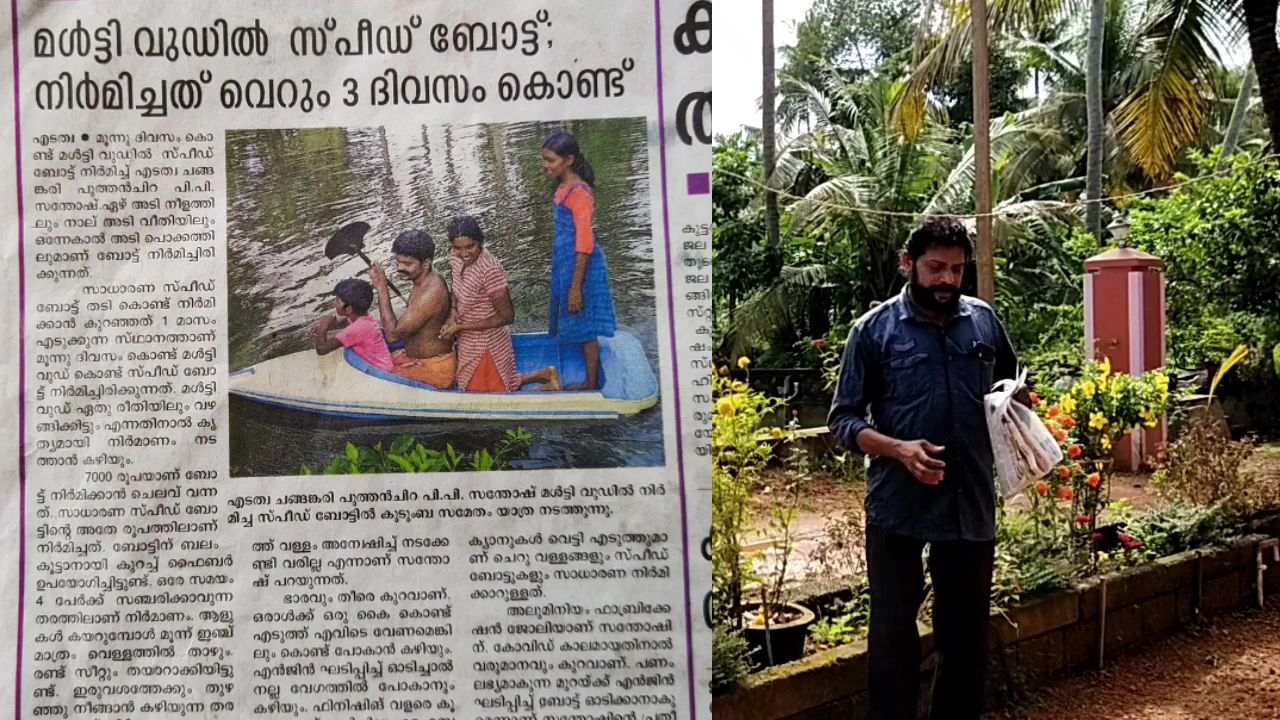 മൾട്ടി വുഡിൽ സ്പീഡ് ബോട്ട്;
നിർമിച്ചത് വെറും 3 ദിവസം കൊണ്ട്
എടത്വ ● മൂന്നു ദിവസം കൊ
ണ്ട് മൾട്ടി വുഡിൽ സ്പീഡ്
ബോട്ട് നിർമിച്ച് എടത്വ ചങ്ങ
ങ്കരി പുത്തൻചിറ പി.പി.
സന്തോഷ്.ഏഴ് അടി നീളത്തി
ലും നാല് അടി വീതിയിലും
ഒന്നേകാൽ അടി പൊക്കത്തി
ലുമാണ് ബോട്ട് നിർമിച്ചിരി
ക്കുന്നത്.
സാധാരണ സ്പീഡ്
ബോട്ട് തടി കൊണ്ട് നിർമി
ക്കാൻ കുറഞ്ഞത് 1 മാസം
എടുക്കുന്ന സ്ഥാനത്താണ്
മൂന്നു ദിവസം കൊണ്ട് മൾട്ടി
വുഡ് കൊണ്ട് സ്പീഡ് ബോ
ട്ട് നിർമിച്ചിരിക്കുന്നത്. മൾട്ടി
വുഡ് ഏതു രീതിയിലും വഴ
ങ്ങിക്കിട്ടും എന്നതിനാൽ കൃ
ത്യമായി നിർമാണം നട
ത്താൻ കഴിയും.
7000 രൂപയാണ് ബോ
ട്ട് നിർമിക്കാൻ ചെലവ് വന്ന
ത്. സാധാരണ സ്പീഡ് ബോ
ട്ടിന്റെ അതേ രൂപത്തിലാണ്
നിർമിച്ചത്. ബോട്ടിന് ബലം
കൂട്ടാനായി കുറച്ച് ഫൈബർ
ഉപയോഗിച്ചിട്ടുണ്ട്. ഒരേ സമയം
4 പേർക്ക് സഞ്ചരിക്കാവുന്ന
തരത്തിലാണ് നിർമാണം. ആളു
കൾ കയറുമ്പോൾ മൂന്ന് ഇഞ്ച്
മാത്രം വെള്ളത്തിൽ താഴും.
രണ്ട് സീറ്റും തയാറാക്കിയിട്ടു
ണ്ട്. ഇരുവശത്തേക്കും തുഴ
ഞ്ഞു നീങ്ങാൻ കഴിയുന്ന തര
എടത്വ ചങ്ങങ്കരി പുത്തൻചിറ പി.പി. സന്തോഷ് മൾട്ടി വുഡിൽ നിർ
മിച്ച സ്പീഡ് ബോട്ടിൽ കുടുംബ സമേതം യാത്ര നടത്തുന്നു.
ത്ത് വള്ളം അന്വേഷിച്ച് നടക്കേ
ണ്ടി വരില്ല എന്നാണ് സന്തോ
ഷ് പറയുന്നത്.
ഭാരവും തീരെ കുറവാണ്.
ഒരാൾക്ക് ഒരു കൈ കൊണ്ട്
എടുത്ത് എവിടെ വേണമെങ്കി
ലും കൊണ്ട് പോകാൻ കഴിയും.
എൻജിൻ ഘടിപ്പിച്ച് ഓടിച്ചാൽ
നല്ല വേഗത്തിൽ പോകാനും
കഴിയും. ഫിനിഷിങ് വളരെ കൂ
ക്യാനുകൾ വെട്ടി എടുത്തുമാ
ണ് ചെറു വള്ളങ്ങളും സ്പീഡ്
ബോട്ടുകളും സാധാരണ നിർമി
ക്കാറുള്ളത്.
അലുമിനിയം ഫാബ്രിക്കേ
ഷൻ ജോലിയാണ് സന്തോഷി
ന്. കോവിഡ് കാലമായതിനാൽ
വരുമാനവും കുറവാണ്. പണം
ലഭ്യമാകുന്ന മുറയ്ക്ക് എൻജിൻ
ഘടിപ്പിച്ച് ബോട്ട് ഓടിക്കാനാകു